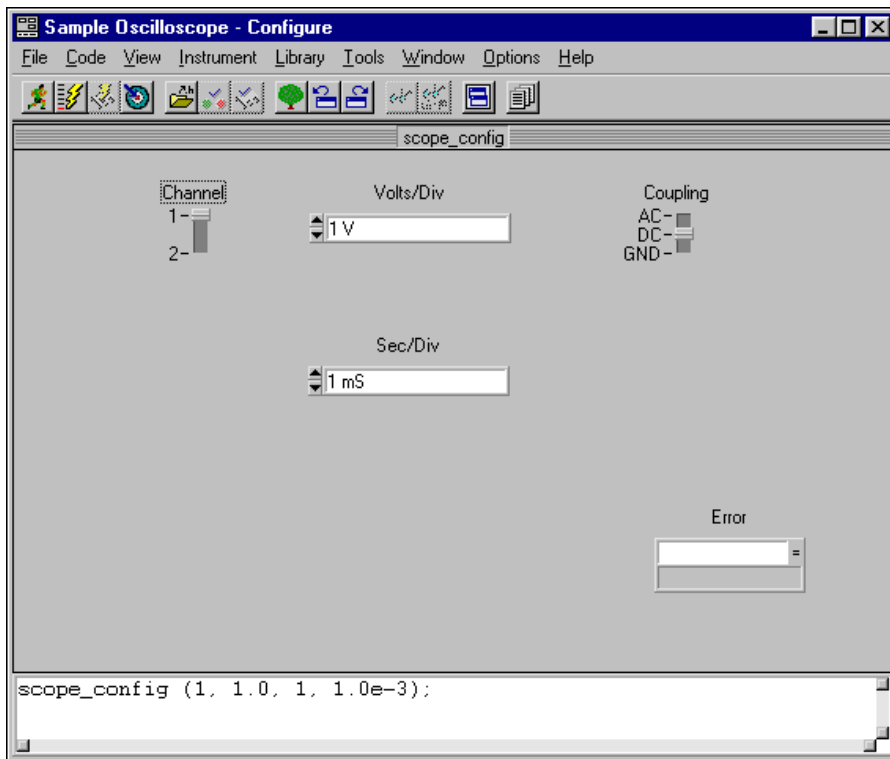 Sample Oscilloscope - Configure
File Code View Instrument Library Tools Window Options Help
scope_config
Channel
1
2
Volts/Div
1 V
Coupling
AC
DC
GND
Sec/Div
1 mS
Error
=
scope_config (1, 1.0, 1, 1.0e-3);